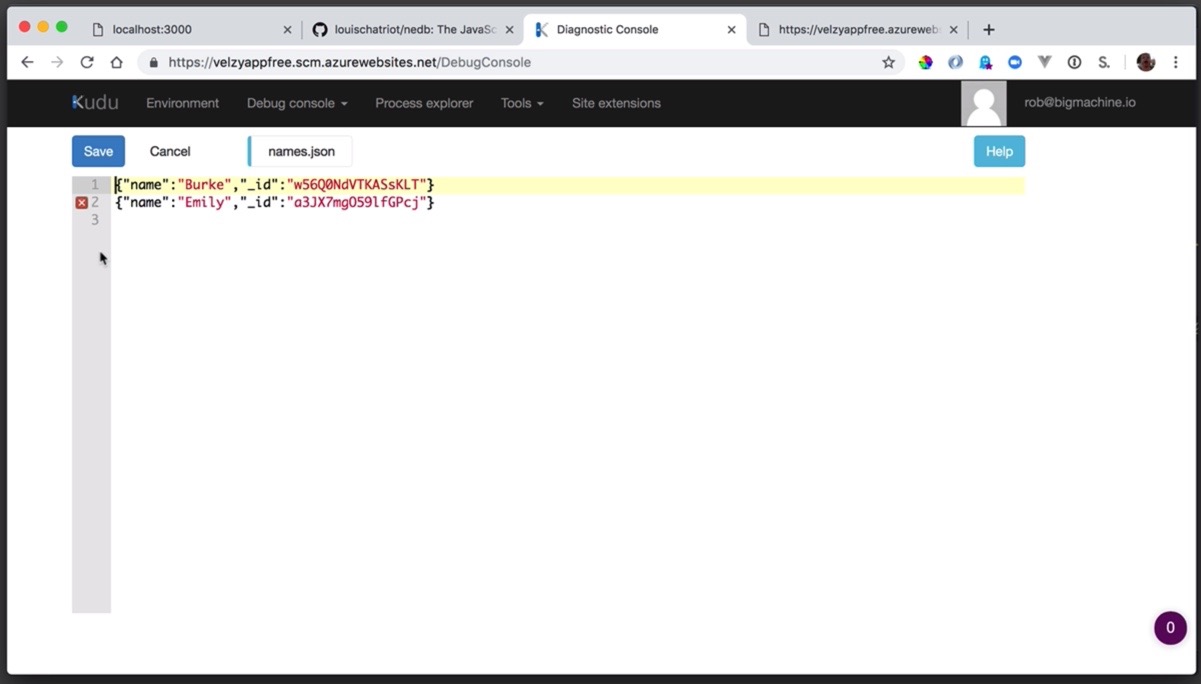 localhost:3000
louischatriot/nedb: The JavaSc
Diagnostic Console
https://velzyappfree.azureweb
https://velzyappfree.scm.azurewebsites.net/DebugConsole
S.
Kudu
Environment
Debug console
Process explorer
Tools
Site extensions
rob@bigmachine.io
Save
Cancel
names.json
Help
1 {"name":"Burke","_id":"w56Q0NdVTKASsKLT"}
2 {"name":"Emily","_id":"a3JX7mgO59lfGPcj"}
3
0